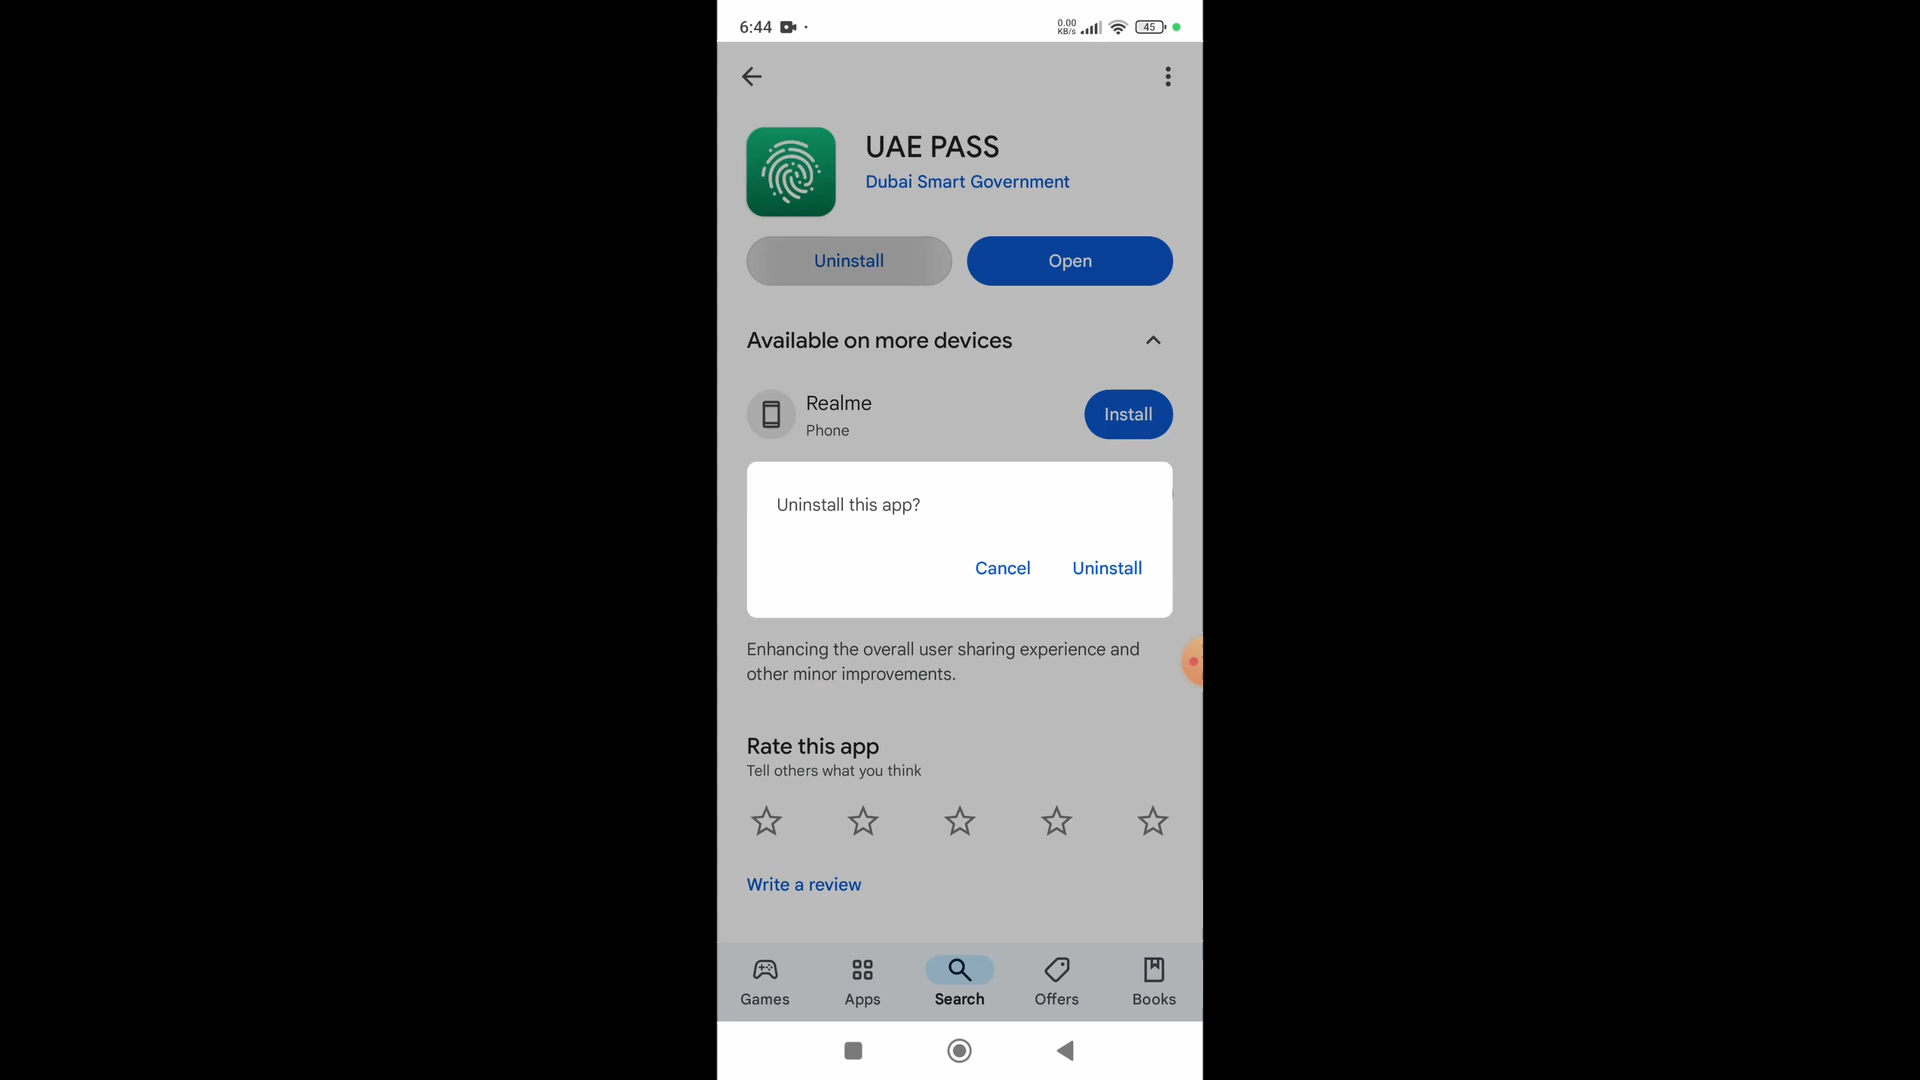 6:44
0.00
KB/s
45
UAE PASS
Dubai Smart Government
Uninstall
Open
Available on more devices
Realme
Phone
Install
Uninstall this app?
Cancel
Uninstall
Enhancing the overall user sharing experience and
other minor improvements.
Rate this app
Tell others what you think
Write a review
Games
Apps
Search
Offers
Books